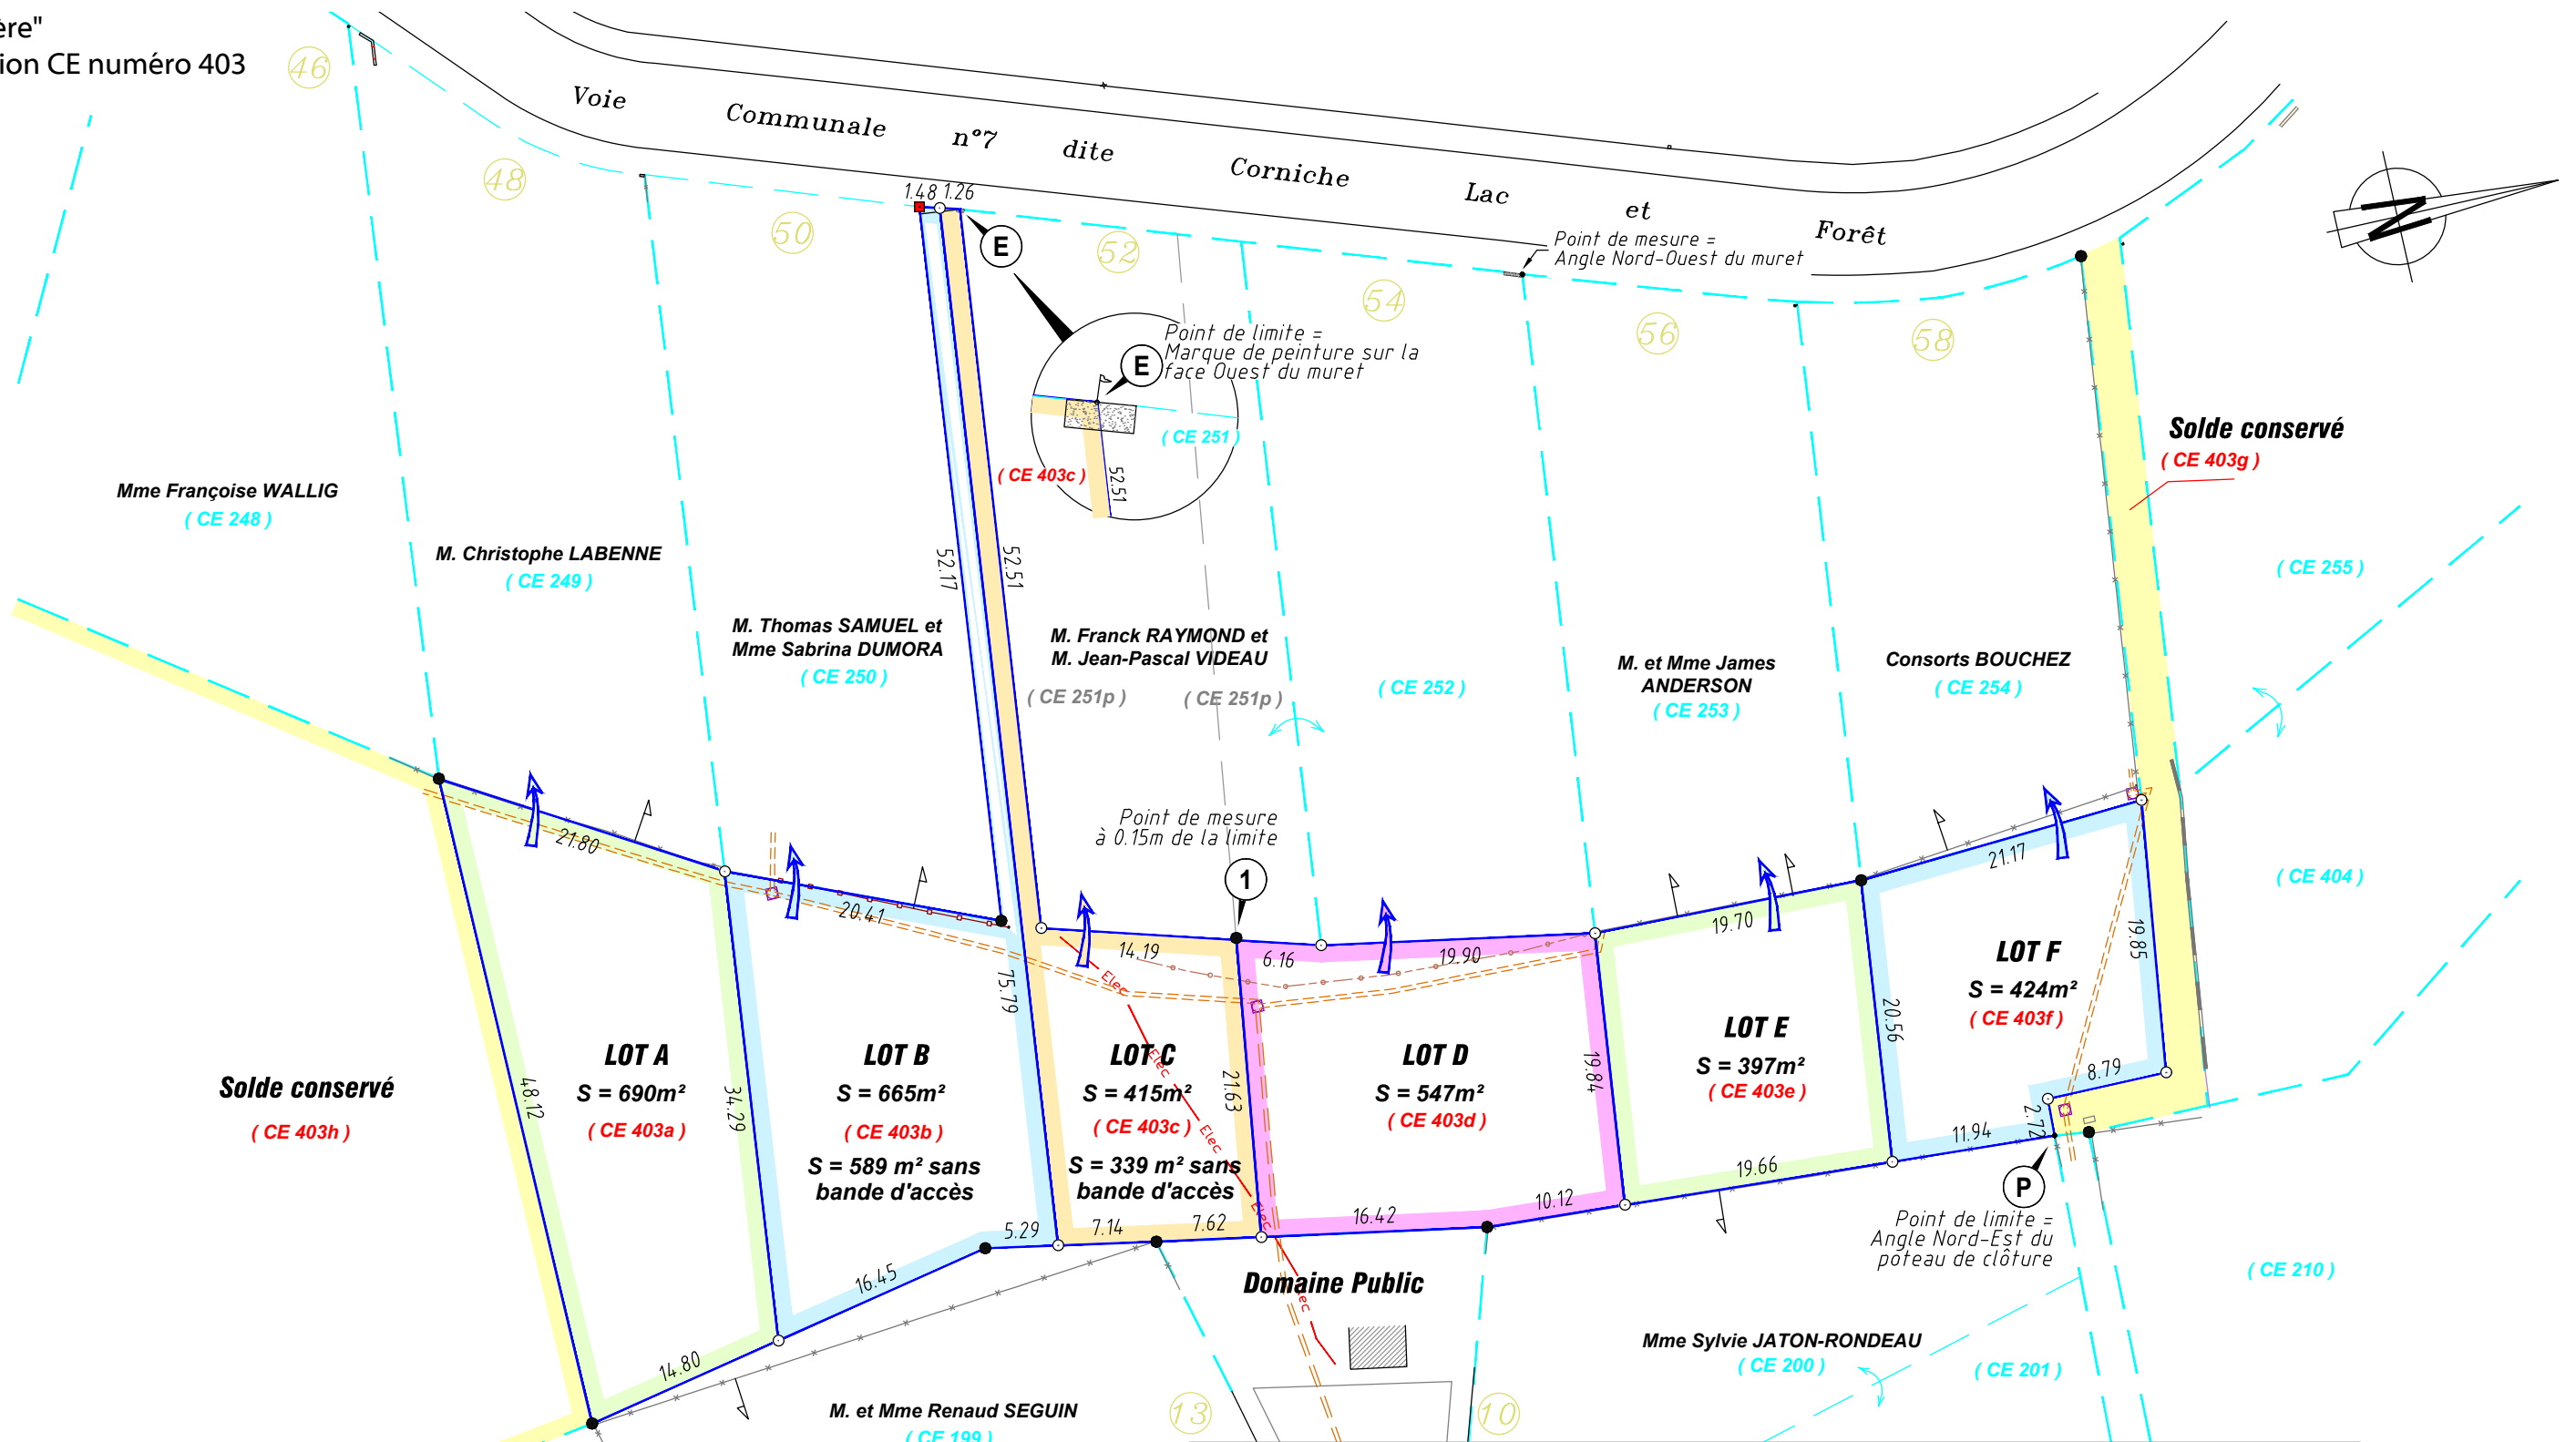 ère"
ion CE numéro 403
46
48
50
52
54
56
58
Voie Communale n°7 dite Corniche Lac et Forêt
1.48 1.26
E
Point de mesure =
Angle Nord-Ouest du muret
N
Point de limite =
Marque de peinture sur la
face Ouest du muret
E
( CE 251 )
( CE 403c )
52.51
Solde conservé
( CE 403g )
Mme Françoise WALLIG
( CE 248 )
M. Christophe LABENNE
( CE 249 )
52.17
52.51
M. Thomas SAMUEL et
Mme Sabrina DUMORA
( CE 250 )
M. Franck RAYMOND et
M. Jean-Pascal VIDEAU
( CE 251p )
( CE 251p )
( CE 252 )
M. et Mme James
ANDERSON
( CE 253 )
Consorts BOUCHEZ
( CE 254 )
( CE 255 )
( CE 404 )
Point de mesure
à 0.15m de la limite
1
21.80
20.41
14.19
6.16
19.90
19.70
21.17
19.85
75.79
Elec
Elec
Elec
Elec
Elec
Solde conservé
( CE 403h )
48.12
LOT A
S = 690m²
( CE 403a )
34.29
LOT B
S = 665m²
( CE 403b )
S = 589 m² sans
bande d'accès
LOT C
S = 415m²
( CE 403c )
S = 339 m² sans
bande d'accès
21.63
LOT D
S = 547m²
( CE 403d )
19.84
LOT E
S = 397m²
( CE 403e )
20.56
LOT F
S = 424m²
( CE 403f )
8.79
2.72
11.94
19.66
10.12
16.42
7.62
7.14
5.29
16.45
14.80
P
Point de limite =
Angle Nord-Est du
poteau de clôture
Domaine Public
( CE 210 )
Mme Sylvie JATON-RONDEAU
( CE 200 )
( CE 201 )
M. et Mme Renaud SEGUIN
( CE 199 )
13
10